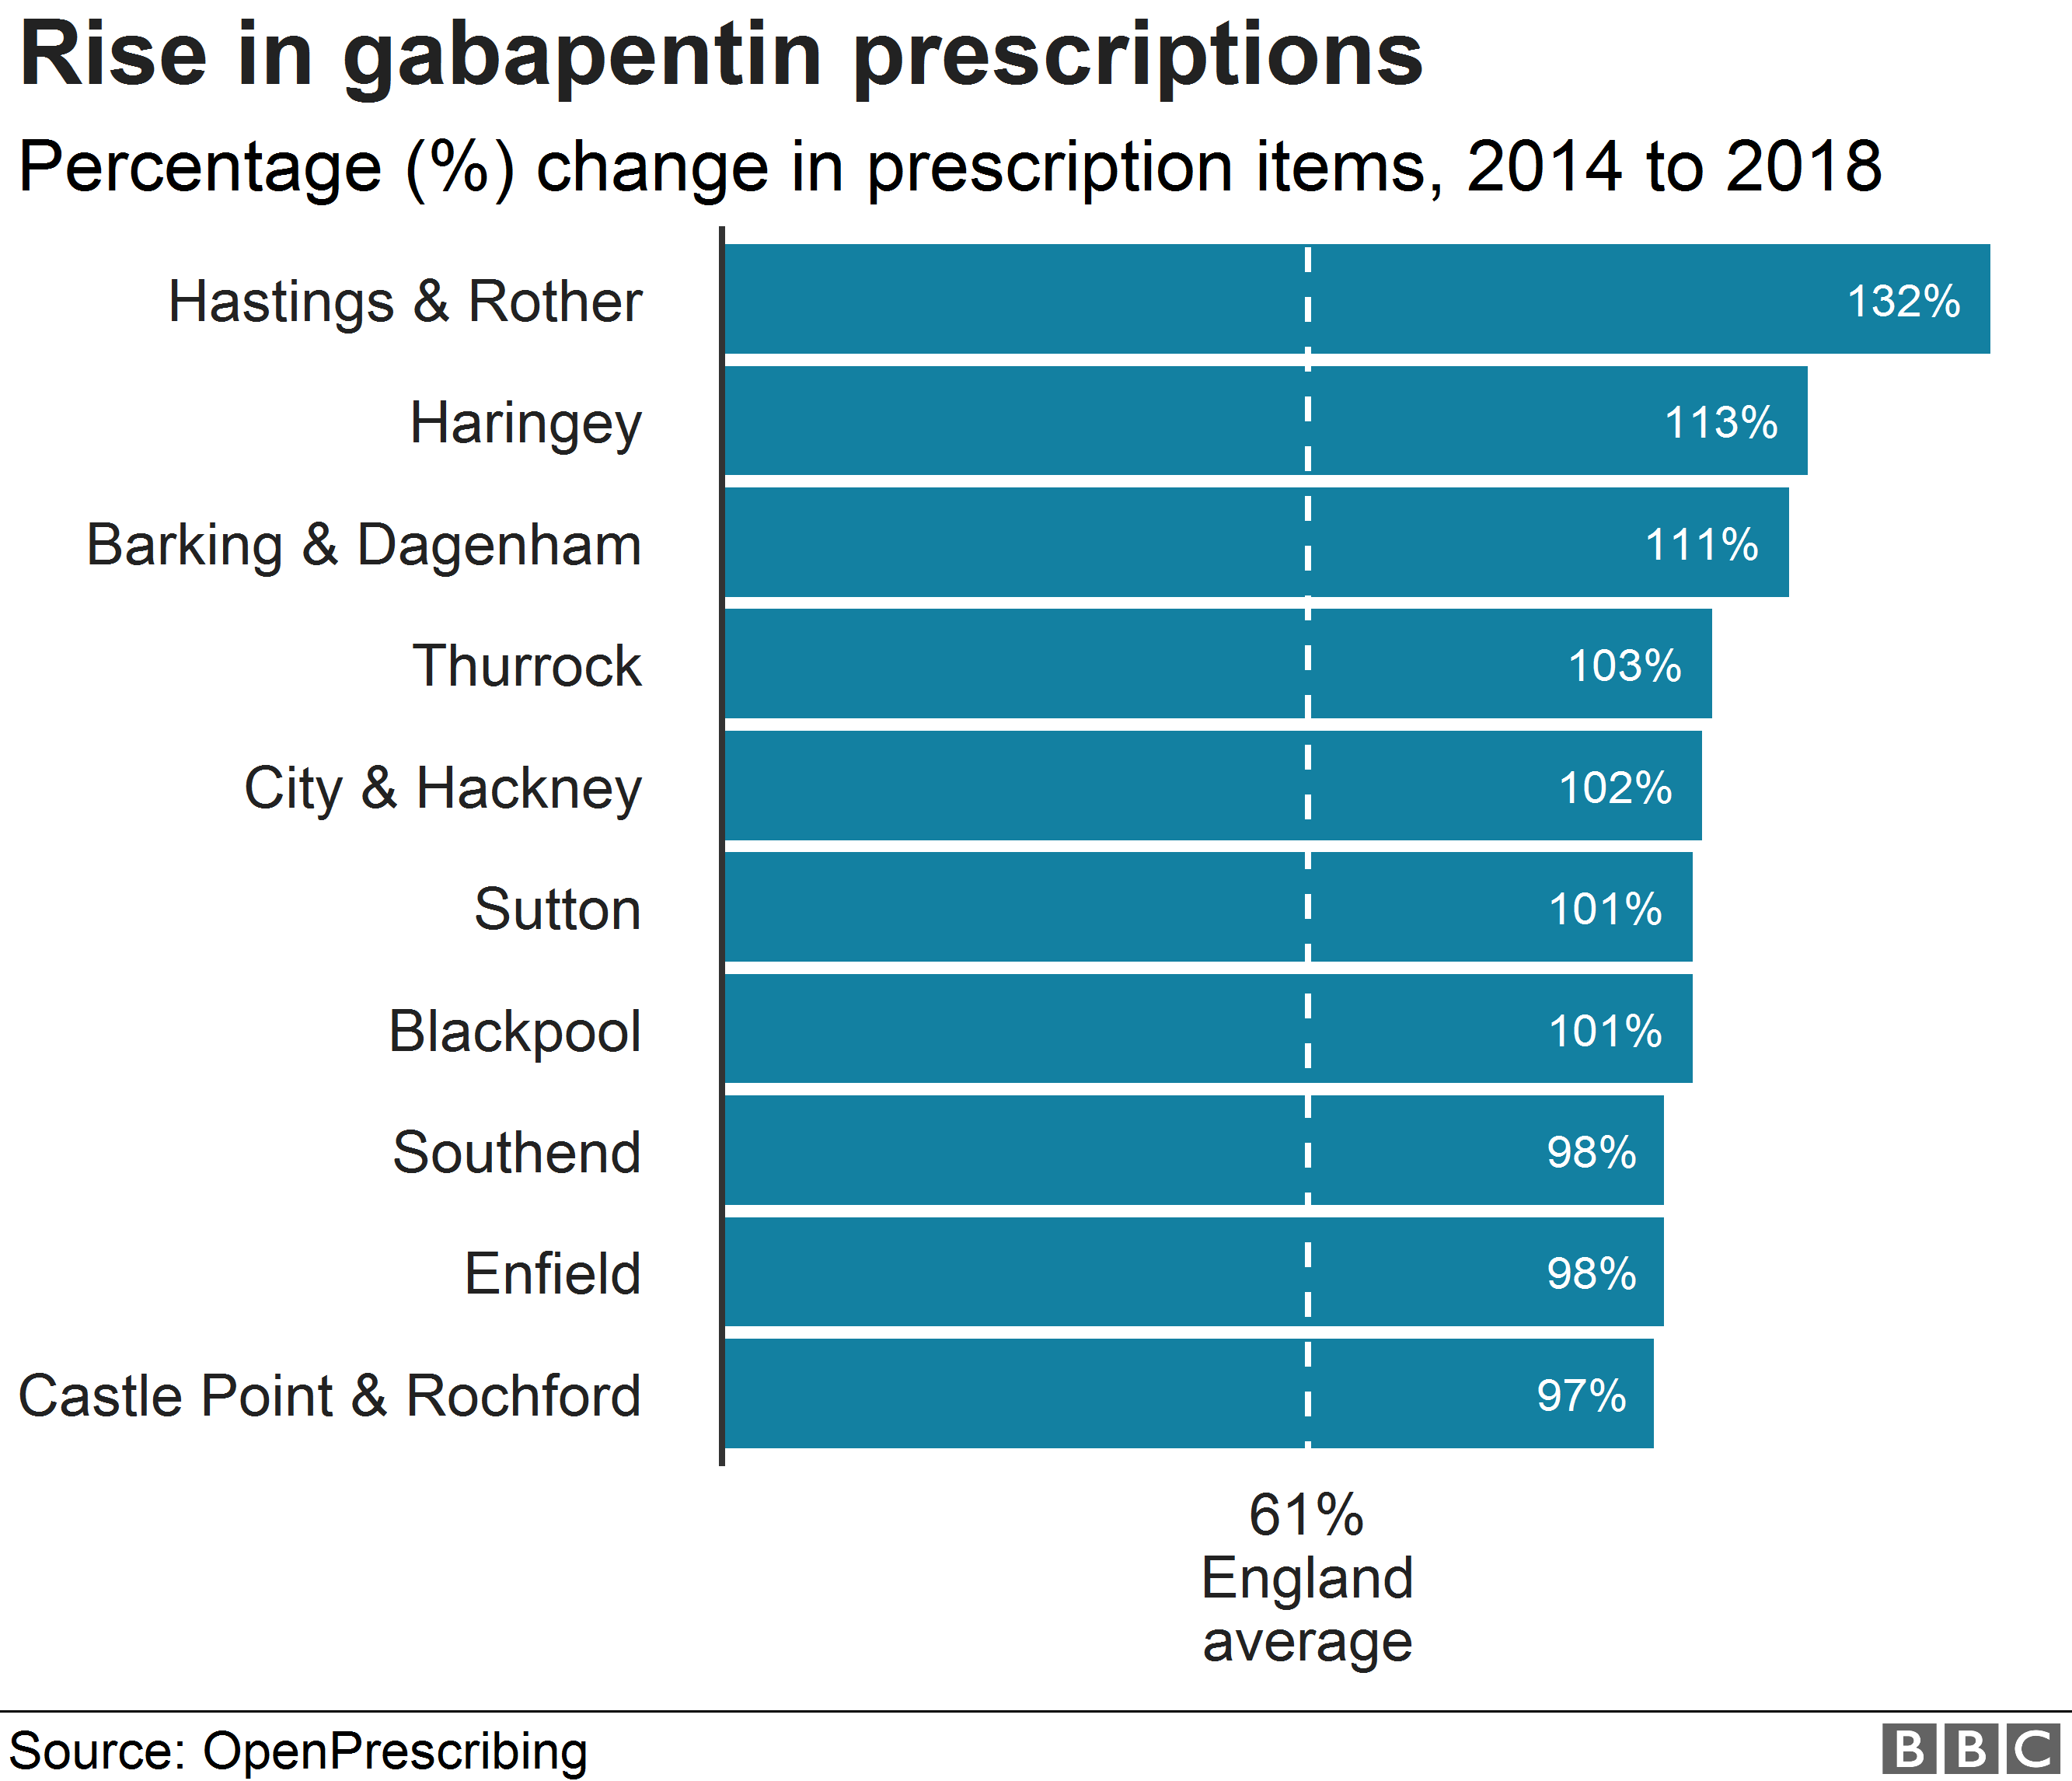 Rise in gabapentin prescriptions
Percentage (%) change in prescription items, 2014 to 2018
Hastings & Rother 132%
Haringey 113%
Barking & Dagenham 111%
Thurrock 103%
City & Hackney 102%
Sutton 101%
Blackpool 101%
Southend 98%
Enfield 98%
Castle Point & Rochford 97%
61%
England
average
Source: OpenPrescribing BBC